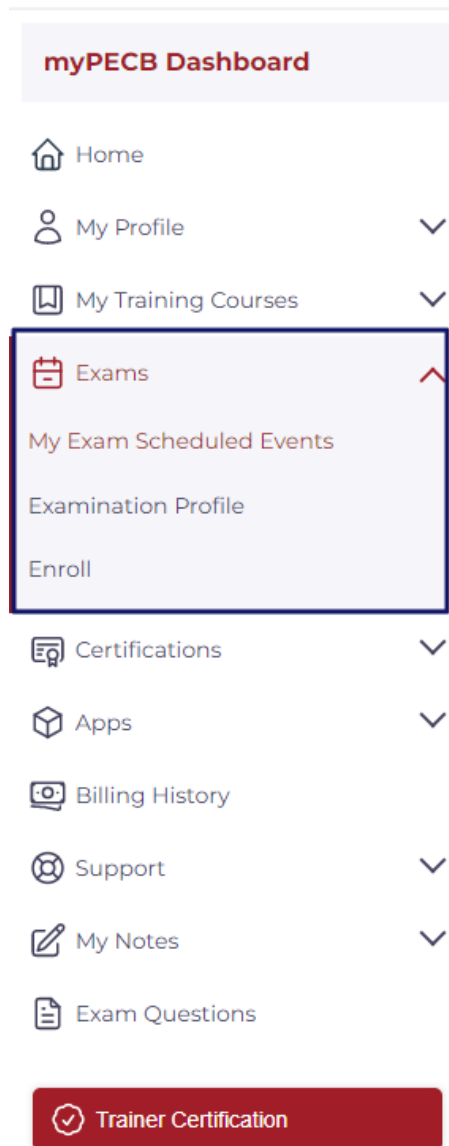 myPECB Dashboard
Home
My Profile
My Training Courses
Exams
My Exam Scheduled Events
Examination Profile
Enroll
Certifications
Apps
Billing History
Support
My Notes
Exam Questions
Trainer Certification